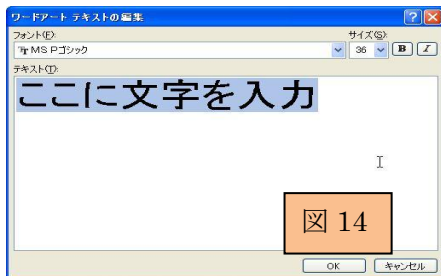 ワードアート テキストの編集
フォント(F):
サイズ(S):
MS Pゴシック
36
B
I
テキスト(T):
ここに文字を入力
図 14
OK
キャンセル